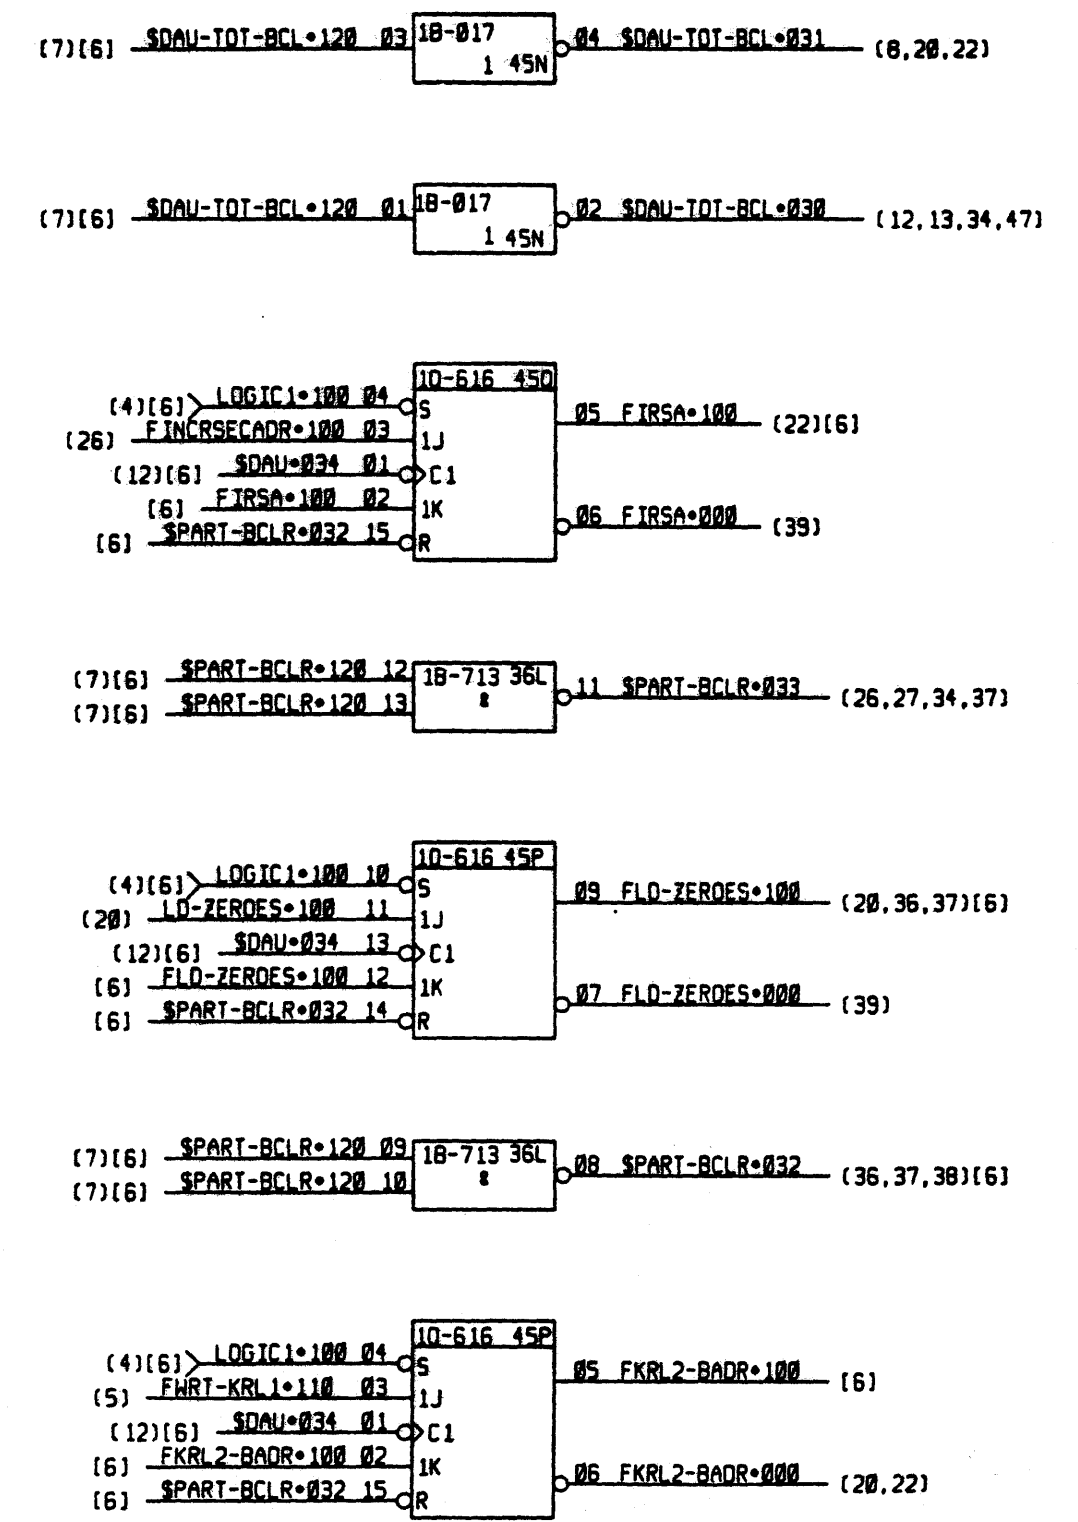 (7)[6] $DAU-TOT-BCL•120 03 1B-017 04 $DAU-TOT-BCL•031 (8,20,22)
1 45N
(7)[6] $DAU-TOT-BCL•120 01 1B-017 02 $DAU-TOT-BCL•030 (12,13,34,47)
1 45N
1D-616 45O
(4)[6] LOGIC1•100 04 S
05 FIRSA•100 (22)[6]
(26) FINCRSECADR•100 03 1J
(12)[6] $DAU•034 01 C1
[6] FIRSA•100 02 1K
06 FIRSA•000 (39)
[6] $PART-BCLR•032 15 R
(7)[6] $PART-BCLR•120 12 1B-713 36L
11 $PART-BCLR•033 (26,27,34,37)
(7)[6] $PART-BCLR•120 13 &
1D-616 45P
(4)[6] LOGIC1•100 10 S
09 FLD-ZEROES•100 (20,36,37)[6]
(20) LD-ZEROES•100 11 1J
(12)[6] $DAU•034 13 C1
[6] FLD-ZEROES•100 12 1K
07 FLD-ZEROES•000 (39)
[6] $PART-BCLR•032 14 R
(7)[6] $PART-BCLR•120 09 1B-713 36L
08 $PART-BCLR•032 (36,37,38)[6]
(7)[6] $PART-BCLR•120 10 &
1D-616 45P
(4)[6] LOGIC1•100 04 S
05 FKRL2-BADR•100 [6]
(5) FWRT-KRL1•110 03 1J
(12)[6] $DAU•034 01 C1
[6] FKRL2-BADR•100 02 1K
06 FKRL2-BADR•000 (20,22)
[6] $PART-BCLR•032 15 R